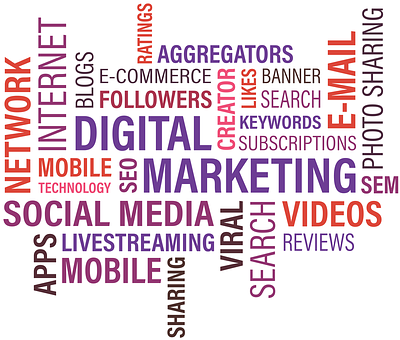 RATINGS
AGGREGATORS
E-MAIL
PHOTO SHARING
INTERNET
NETWORK
BLOGS
E-COMMERCE
CREATOR
LIKES
BANNER
FOLLOWERS
SEARCH
DIGITAL
KEYWORDS
SUBSCRIPTIONS
MOBILE
TECHNOLOGY
SEO
MARKETING
SEM
SOCIAL MEDIA
VIRAL
SEARCH
VIDEOS
APPS
LIVESTREAMING
REVIEWS
MOBILE
SHARING